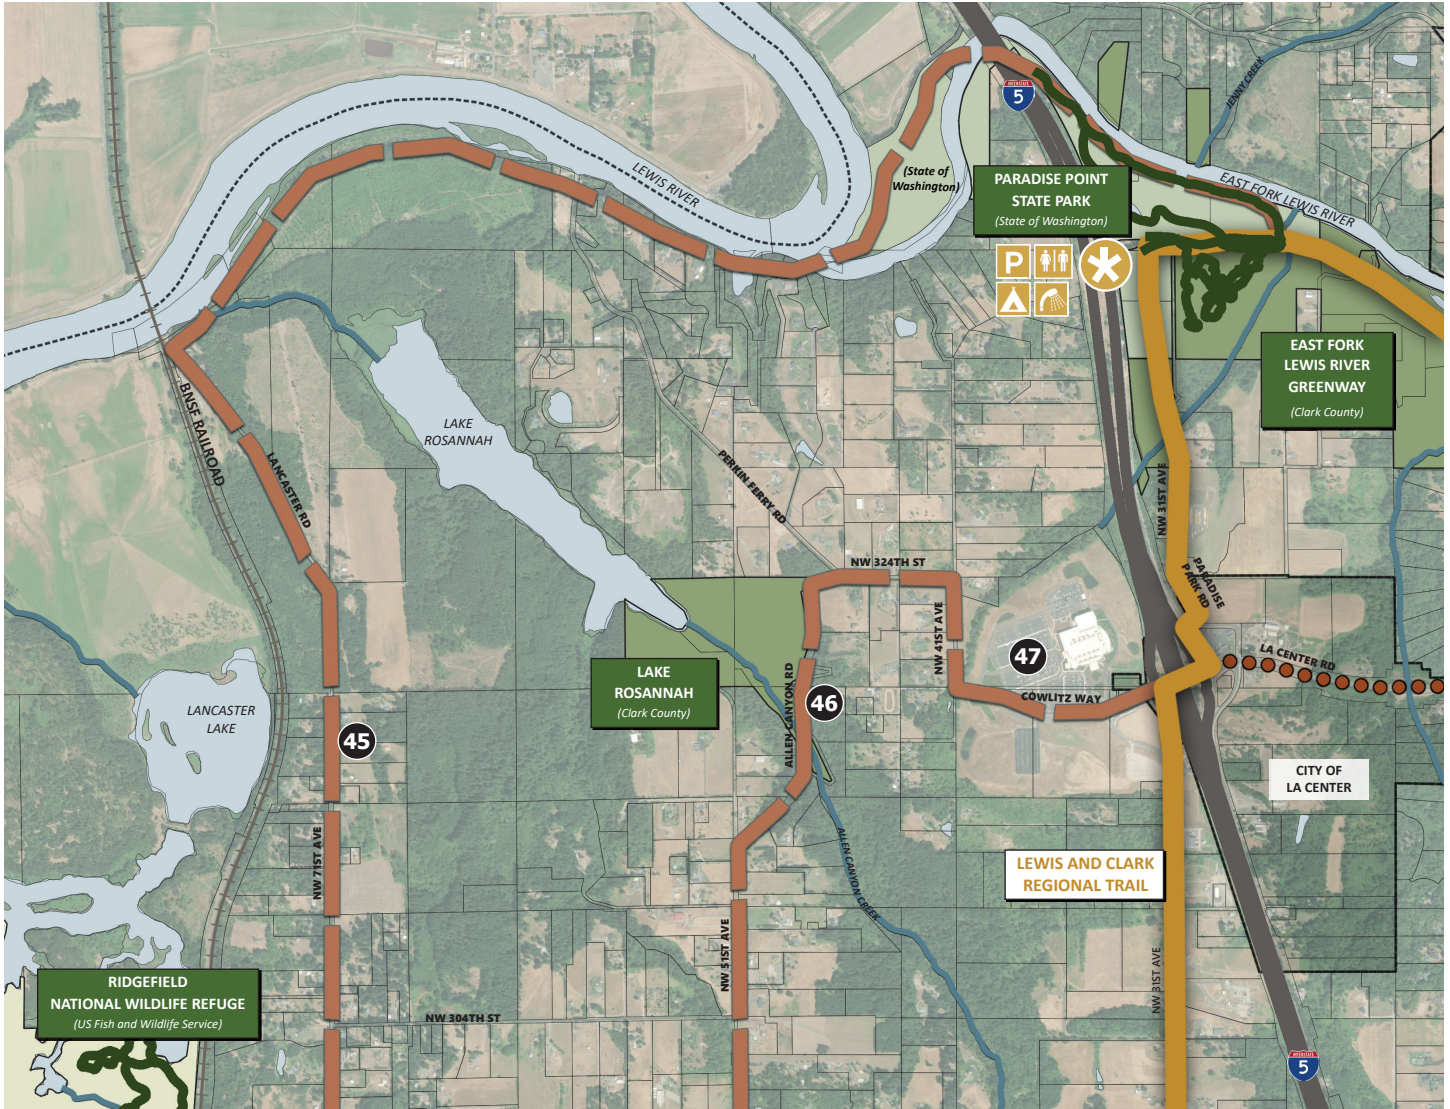 INTERSTATE
5
JENNY CREEK
LEWIS RIVER
(State of
Washington)
PARADISE POINT
STATE PARK
(State of Washington)
EAST FORK LEWIS RIVER
P
EAST FORK
LEWIS RIVER
GREENWAY
(Clark County)
BNSF RAILROAD
LANCASTER RD
LAKE
ROSANNAH
PERKIN FERRY RD
NW 31ST AVE
NW 324TH ST
PARADISE
PARK RD
NW 41ST AVE
47
LA CENTER RD
LAKE
ROSANNAH
(Clark County)
ALLEN CANYON RD
46
COWLITZ WAY
LANCASTER
LAKE
45
CITY OF
LA CENTER
NW 71ST AVE
ALLEN CANYON CREEK
LEWIS AND CLARK
REGIONAL TRAIL
NW 51ST AVE
NW 31ST AVE
RIDGEFIELD
NATIONAL WILDLIFE REFUGE
(US Fish and Wildlife Service)
NW 304TH ST
INTERSTATE
5